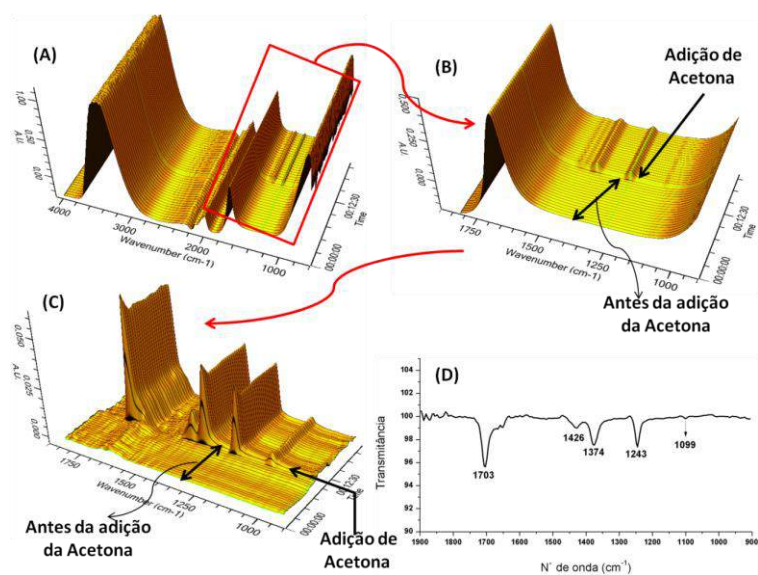 (A)
1,00
0,50
0,00
A.U.
4000
3000
2000
1000
Wavenumber (cm-1)
00:00:00
00:12:30
Time
(B)
Adição de
Acetona
0,500
0,250
0,000
A.U.
1750
1500
1250
1000
Wavenumber (cm-1)
00:00:00
00:12:30
Time
Antes da adição
da Acetona
(C)
0,050
0,025
0,000
A.U.
1750
1500
1250
1000
Wavenumber (cm-1)
00:00:00
00:12:30
Time
Antes da adição
da Acetona
Adição de
Acetona
(D)
104
102
100
98
96
94
92
90
Transmitância
1703
1426
1374
1243
1099
1900 1800 1700 1600 1500 1400 1300 1200 1100 1000 900
N° de onda (cm-1)